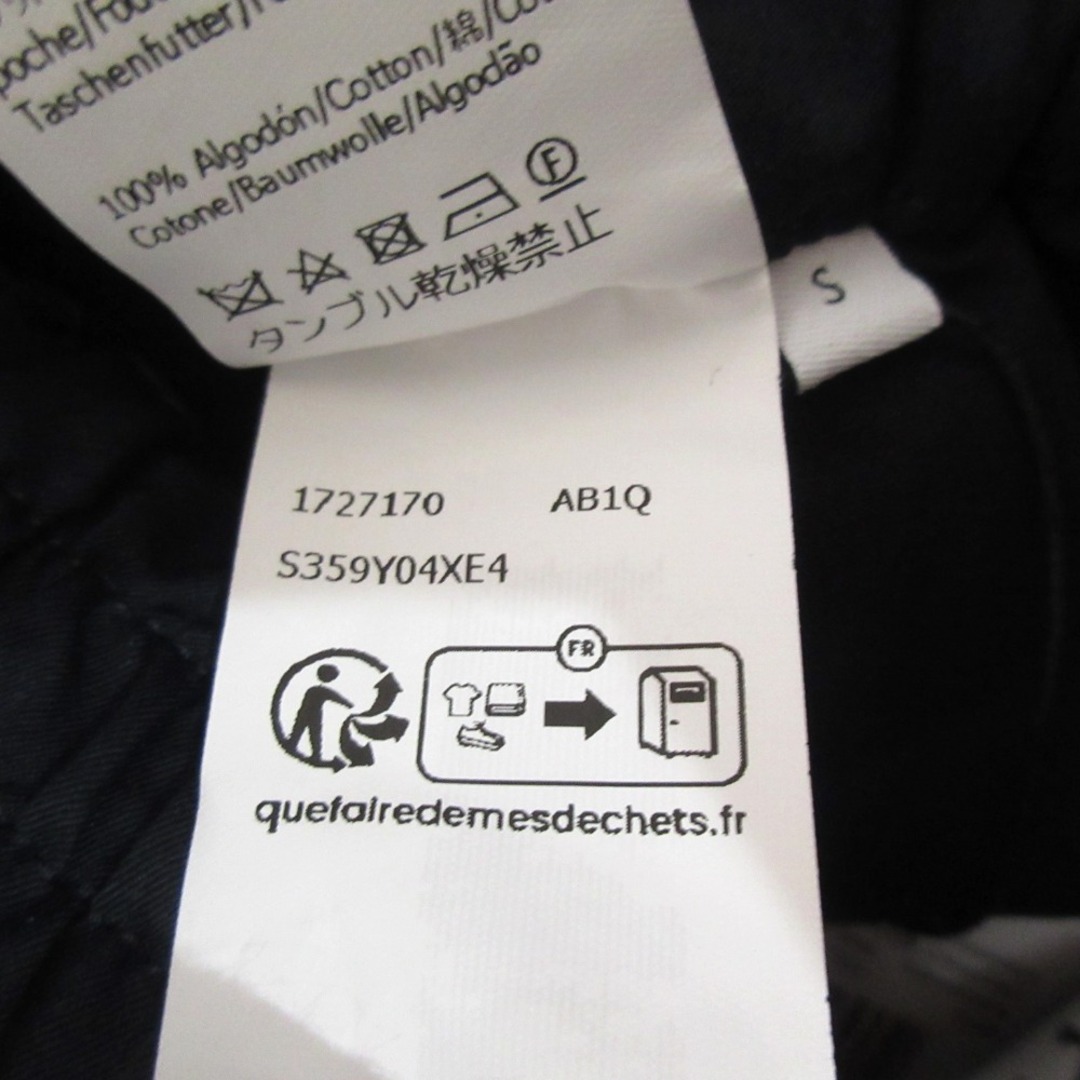 poche/
Taschenfutter/
100% Algodón/Cotton/綿/
Cotone/Baumwolle/Algodão
F
タンブル乾燥禁止
S
1727170 AB1Q
S359Y04XE4
FR
quefairedemesdechets.fr